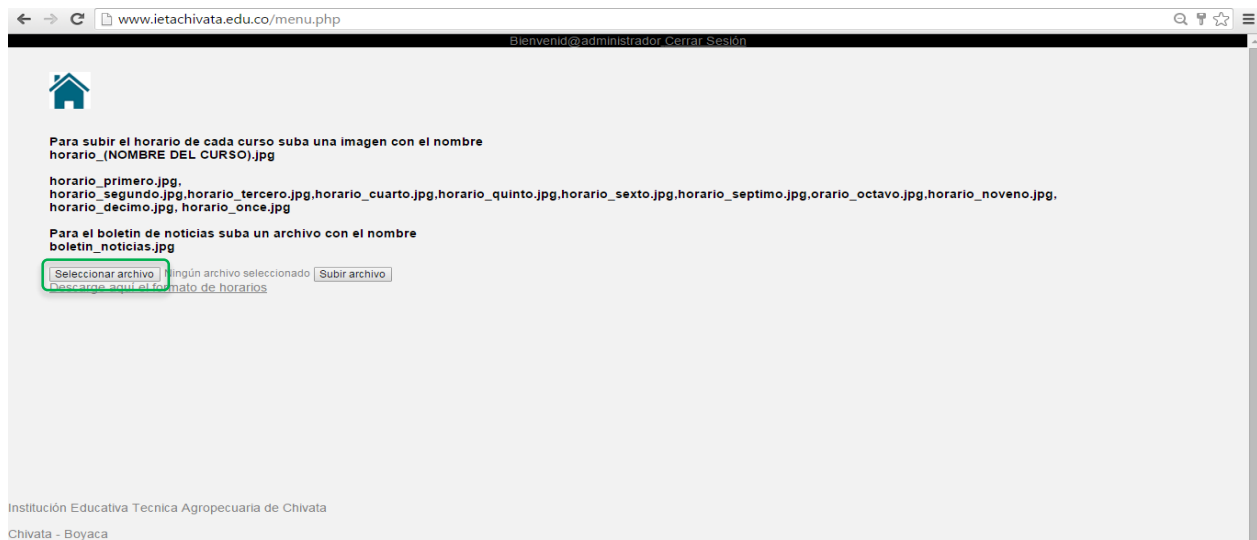 www.ietachivata.edu.co/menu.php
Bienvenid@administrador Cerrar Sesión
Para subir el horario de cada curso suba una imagen con el nombre
horario_(NOMBRE DEL CURSO).jpg
horario_primero.jpg,
horario_segundo.jpg,horario_tercero.jpg,horario_cuarto.jpg,horario_quinto.jpg,horario_sexto.jpg,horario_septimo.jpg,orario_octavo.jpg,horario_noveno.jpg,
horario_decimo.jpg, horario_once.jpg
Para el boletin de noticias suba un archivo con el nombre
boletin_noticias.jpg
Seleccionar archivo Ningún archivo seleccionado Subir archivo
Descarge aquí el formato de horarios
Institución Educativa Tecnica Agropecuaria de Chivata
Chivata - Boyaca